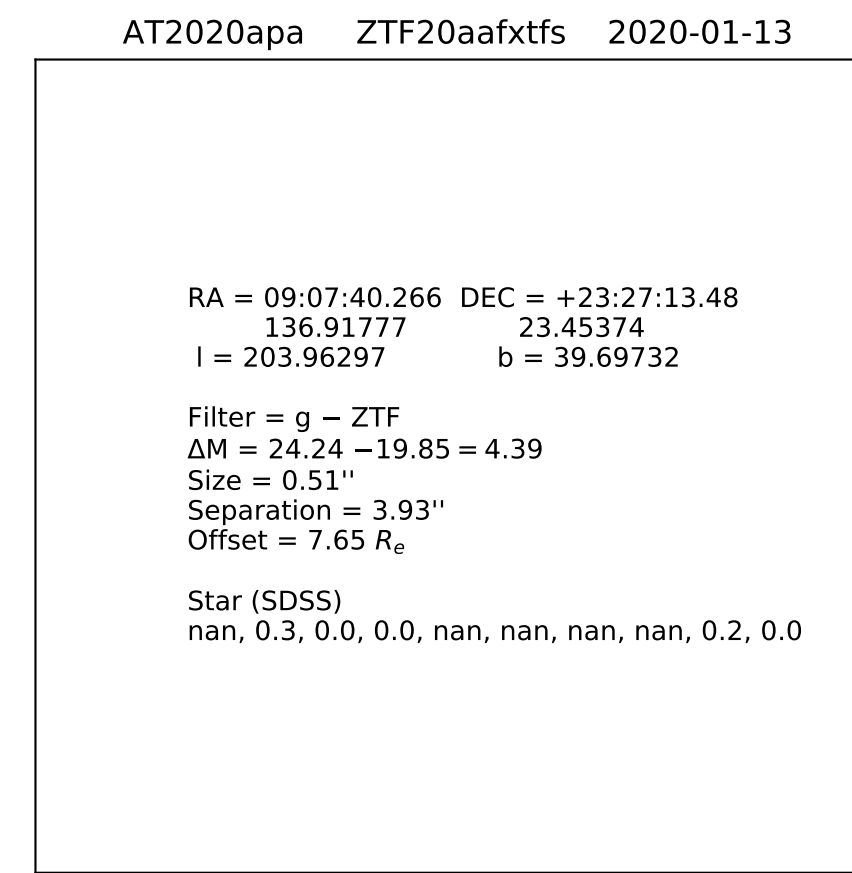 AT2020apa ZTF20aafxtfs 2020-01-13
RA = 09:07:40.266 DEC = +23:27:13.48
136.91777 23.45374
l = 203.96297 b = 39.69732
Filter = g − ZTF
ΔM = 24.24 −19.85 = 4.39
Size = 0.51''
Separation = 3.93''
Offset = 7.65 Rₑ
Star (SDSS)
nan, 0.3, 0.0, 0.0, nan, nan, nan, nan, 0.2, 0.0